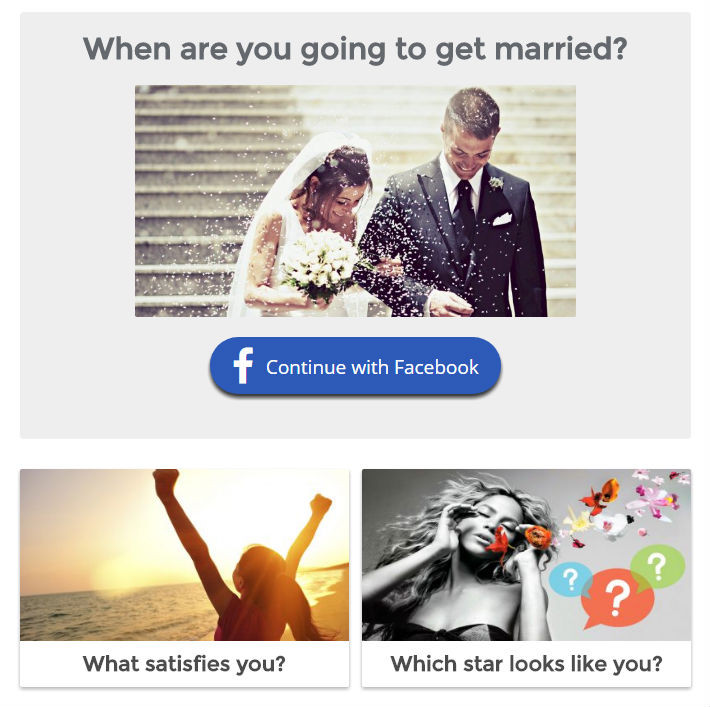 When are you going to get married?
f Continue with Facebook
What satisfies you?
? ? ?
Which star looks like you?